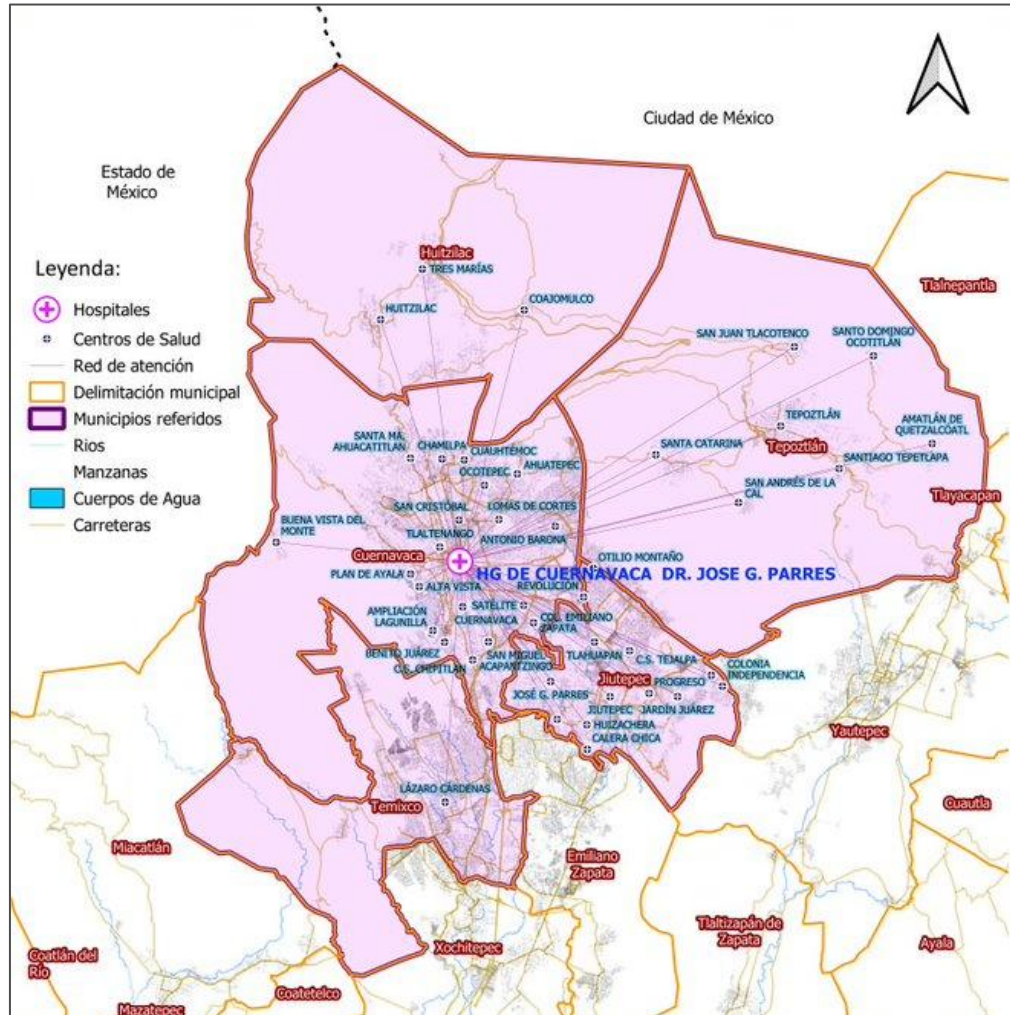 Ciudad de México
Estado de
México
Leyenda:
Hospitales
Centros de Salud
Red de atención
Delimitación municipal
Municipios referidos
Rios
Manzanas
Cuerpos de Agua
Carreteras
Huitzilac
TRES MARÍAS
HUITZILAC
COAJOMULCO
Tlalnepantla
SAN JUAN TLACOTENCO
SANTO DOMINGO
OCOTITLÁN
TEPOZTLÁN
Tepoztlán
AMATLÁN DE
QUETZALCÓATL
SANTA CATARINA
SANTIAGO TEPETLAPA
SAN ANDRÉS DE LA
CAL
Tlayacapan
SANTA MA.
AHUACATITLAN
CHAMILPA
CUAUHTÉMOC
OCOTEPEC
AHUATEPEC
SAN CRISTÓBAL
LOMAS DE CORTES
BUENA VISTA DEL
MONTE
TLALTENANGO
ANTONIO BARONA
Cuernavaca
OTILIO MONTAÑO
PLAN DE AYALA
HG DE CUERNAVACA DR. JOSE G. PARRES
ALTA VISTA
REVOLUCIÓN
AMPLIACIÓN
LAGUNILLA
SATÉLITE
CUERNAVACA
COL. EMILIANO
ZAPATA
BENITO JUÁREZ
SAN MIGUEL
ACAPANTZINGO
TLAHUAPAN
C.S. TEJALPA
COLONIA
INDEPENDENCIA
Jiutepec
PROGRESO
JOSÉ G. PARRES
JIUTEPEC
JARDÍN JUÁREZ
HUIZACHERA
CALERA CHICA
Yautepec
LÁZARO CÁRDENAS
Temixco
Cuautla
Miacatlán
Emiliano
Zapata
Tlaltizapán de
Zapata
Ayala
Xochitepec
Coatlán del
Río
Coatetelco
Mazatepec